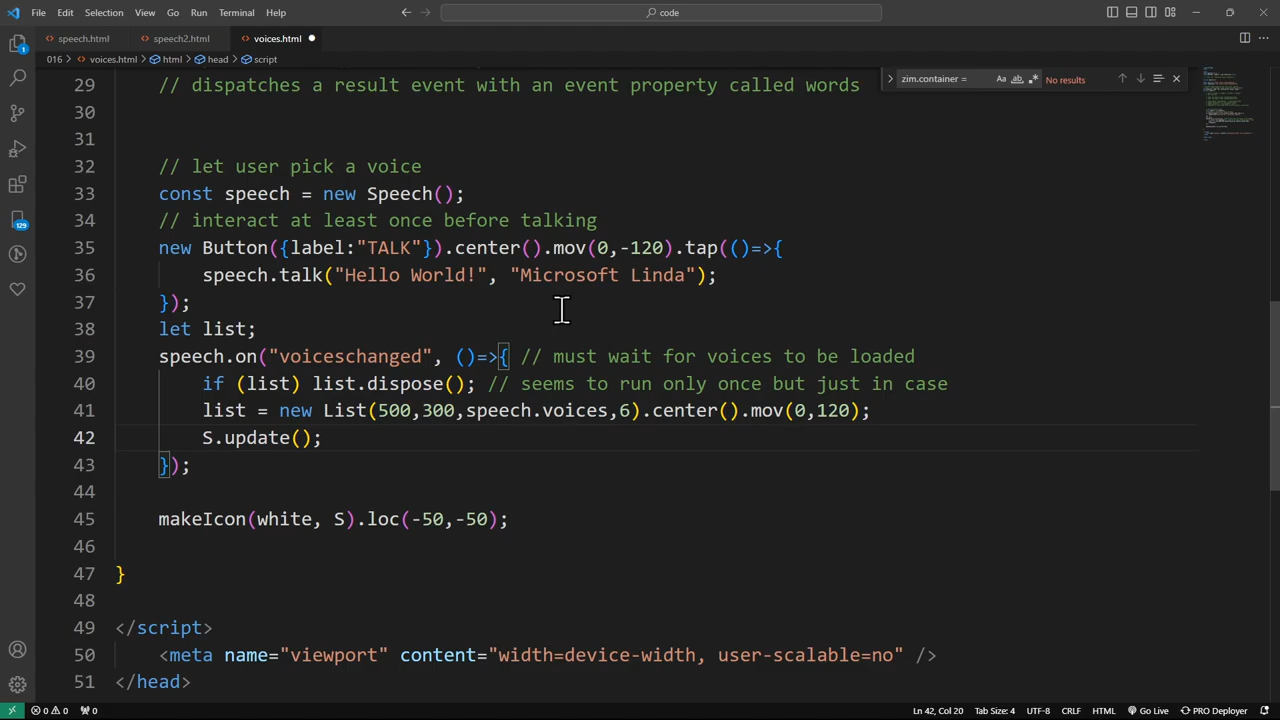 File Edit Selection View Go Run Terminal Help
code
speech.html speech2.html voices.html
016 > voices.html > html > head > script
zim.container = Aa ab .* No results
29 // dispatches a result event with an event property called words
30
31
32 // let user pick a voice
33 const speech = new Speech();
34 // interact at least once before talking
35 new Button({label:"TALK"}).center().mov(0,-120).tap(()=>{
36 speech.talk("Hello World!", "Microsoft Linda");
37 });
38 let list;
39 speech.on("voiceschanged", ()=>{ // must wait for voices to be loaded
40 if (list) list.dispose(); // seems to run only once but just in case
41 list = new List(500,300,speech.voices,6).center().mov(0,120);
42 S.update();
43 });
44
45 makeIcon(white, S).loc(-50,-50);
46
47 }
48
49 </script>
50 <meta name="viewport" content="width=device-width, user-scalable=no" />
51 </head>
1
129
0 0 0 Ln 42, Col 20 Tab Size: 4 UTF-8 CRLF HTML Go Live PRO Deployer